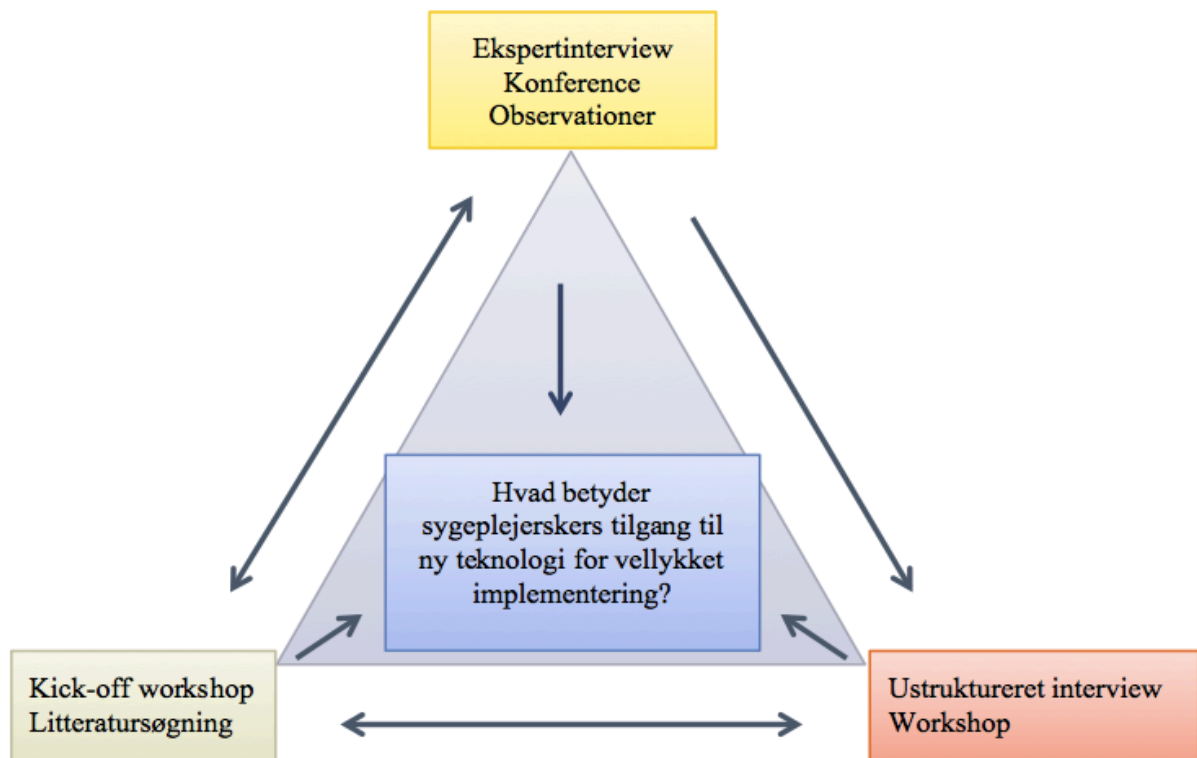 Ekspertinterview
Konference
Observationer
Hvad betyder
sygeplejerskers tilgang til
ny teknologi for vellykket
implementering?
Kick-off workshop
Litteratursøgning
Ustruktureret interview
Workshop